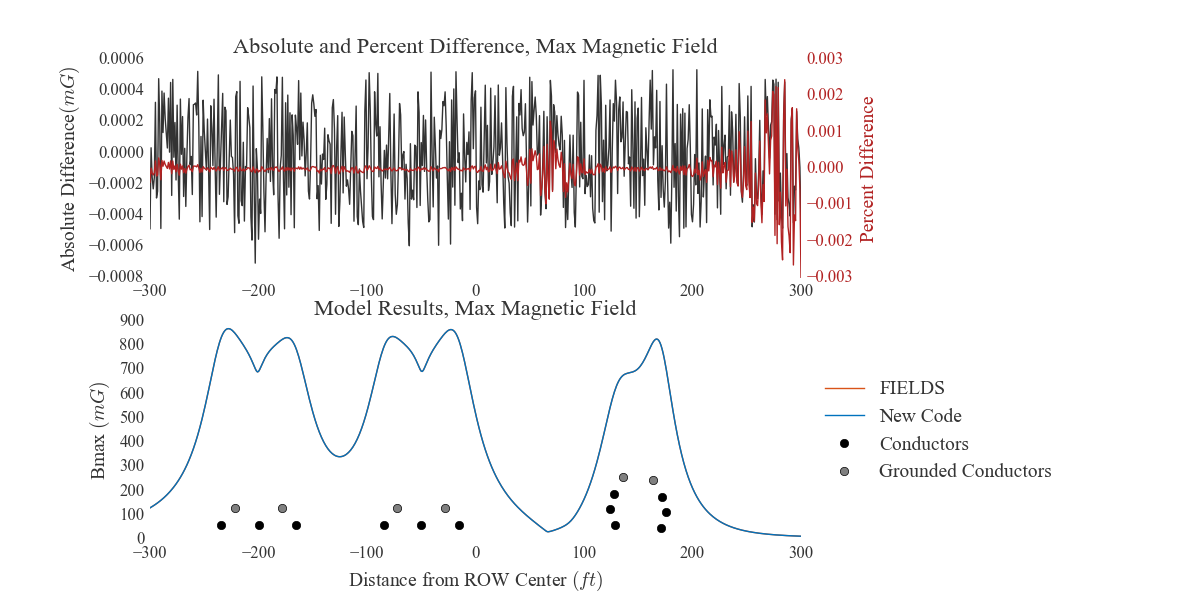 Absolute and Percent Difference, Max Magnetic Field
0.0006
0.0004
0.0002
0.0000
−0.0002
−0.0004
−0.0006
−0.0008
Absolute Difference(mG)
0.003
0.002
0.001
0.000
−0.001
−0.002
−0.003
Percent Difference
−300 −200 −100 0 100 200 300
Model Results, Max Magnetic Field
900
800
700
600
500
400
300
200
100
0
Bmax (mG)
−300 −200 −100 0 100 200 300
Distance from ROW Center (ft)
FIELDS
New Code
Conductors
Grounded Conductors